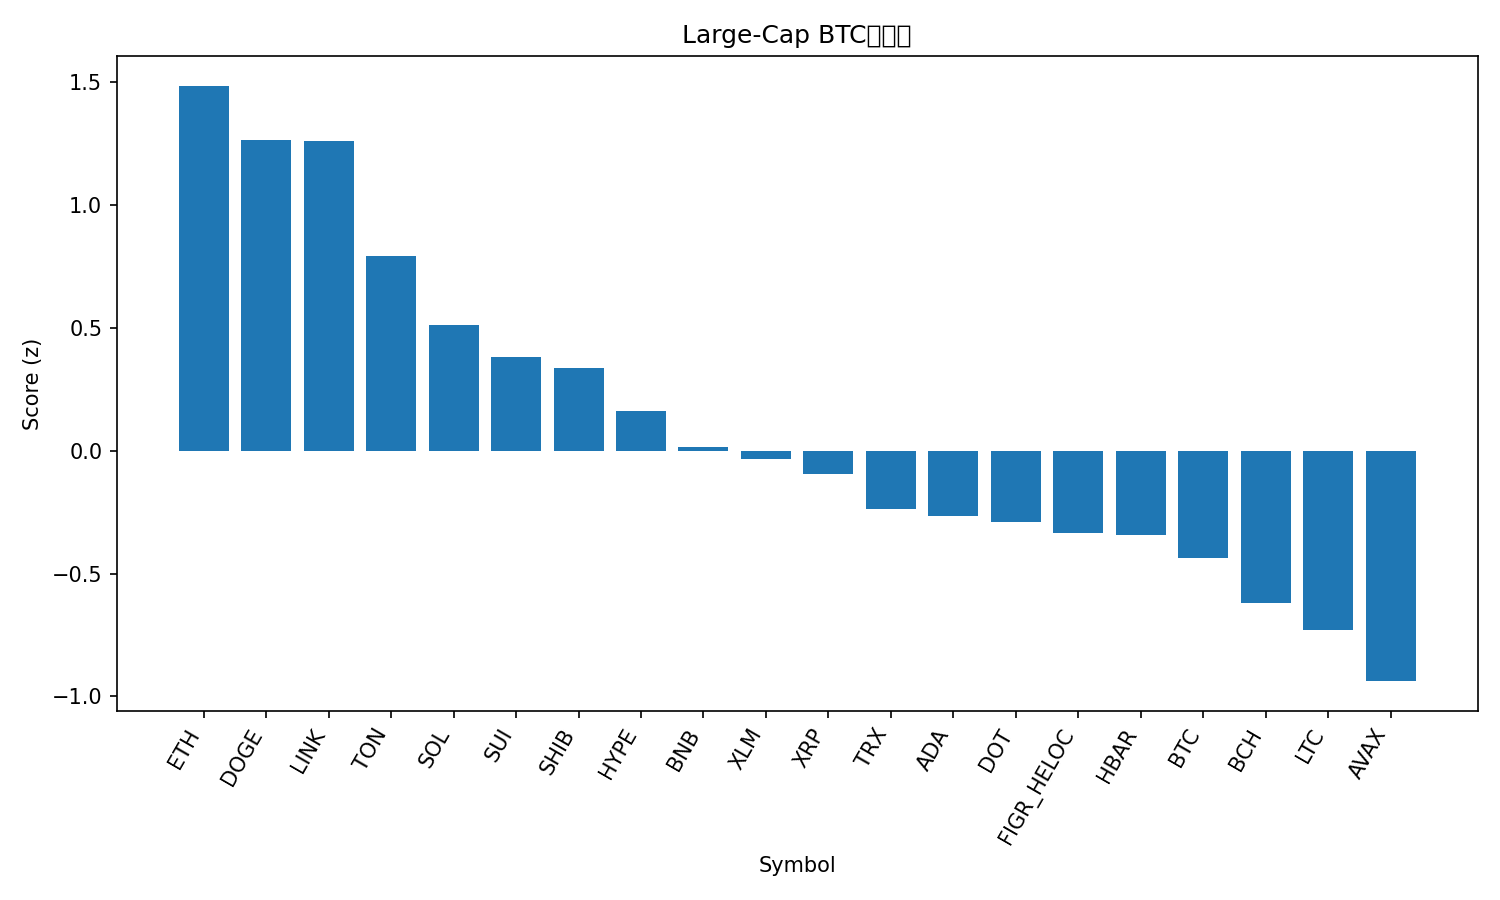 Large-Cap BTC
Score (z)
1.5
1.0
0.5
0.0
−0.5
−1.0
ETH
DOGE
LINK
TON
SOL
SUI
SHIB
HYPE
BNB
XLM
XRP
TRX
ADA
DOT
FIGR_HELOC
HBAR
BTC
BCH
LTC
AVAX
Symbol